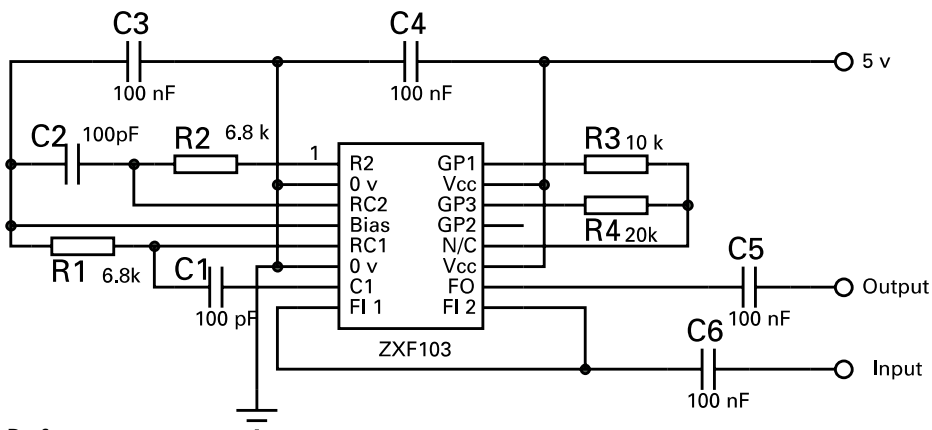 C3
C4
100 nF
100 nF
5 v
C2
100pF
R2
6.8 k
1
R3
10 k
R2
GP1
0 v
Vcc
RC2
GP3
Bias
GP2
R4
20k
RC1
N/C
R1
6.8k
C1
0 v
Vcc
C5
C1
FO
Output
FI 1
FI 2
100 pF
100 nF
C6
ZXF103
Input
100 nF